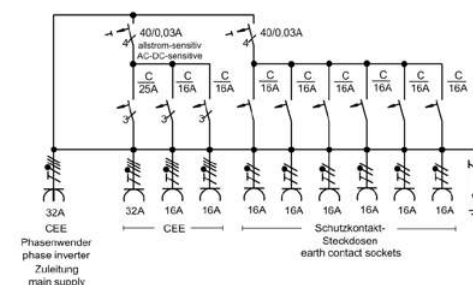 40/0,03A
40/0,03A
4
allstrom-sensitiv
AC-DC-sensitive
4
C C C C C C C C C
25A 16A 16A 16A 16A 16A 16A 16A 16A
3 3 3
32A 32A 16A 16A 16A 16A 16A 16A 16A 16A
CEE
Phasenwender
phase inverter
Zuleitung
main supply
CEE
Schutzkontakt-
Steckdosen
earth contact sockets